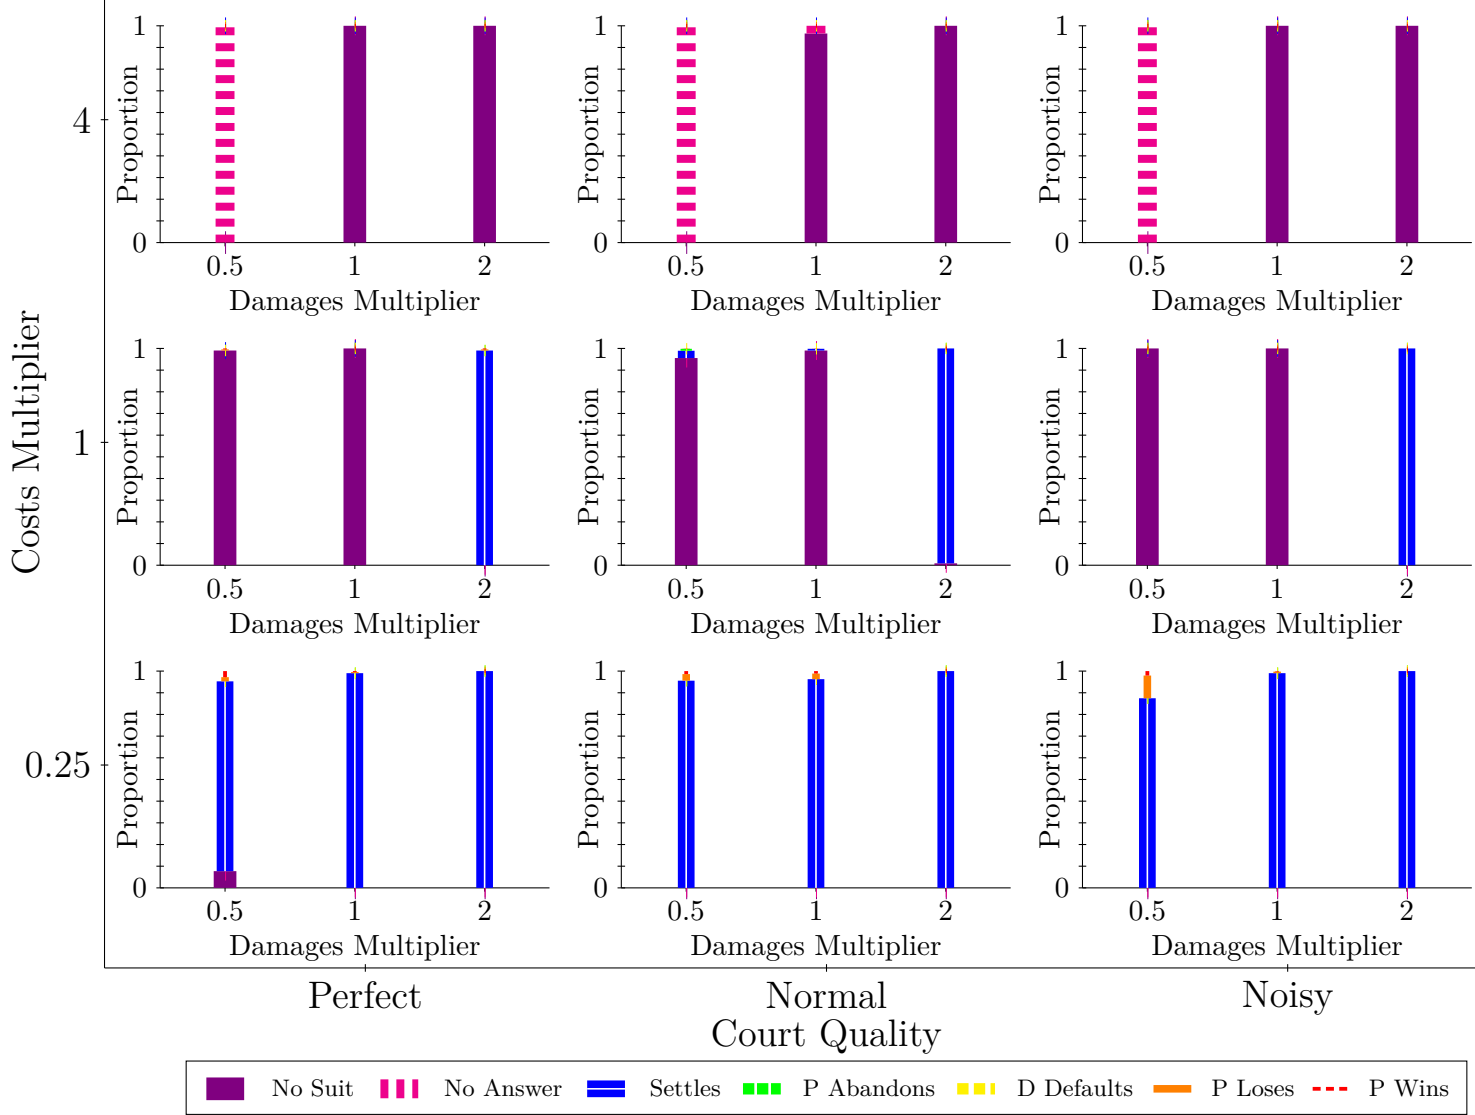 Costs Multiplier
4
1
0.25
1
Proportion
0
0.5 1 2
Damages Multiplier
1
Proportion
0
0.5 1 2
Damages Multiplier
1
Proportion
0
0.5 1 2
Damages Multiplier
1
Proportion
0
0.5 1 2
Damages Multiplier
1
Proportion
0
0.5 1 2
Damages Multiplier
1
Proportion
0
0.5 1 2
Damages Multiplier
1
Proportion
0
0.5 1 2
Damages Multiplier
1
Proportion
0
0.5 1 2
Damages Multiplier
1
Proportion
0
0.5 1 2
Damages Multiplier
Perfect Normal Noisy
Court Quality
No Suit No Answer Settles P Abandons D Defaults P Loses P Wins